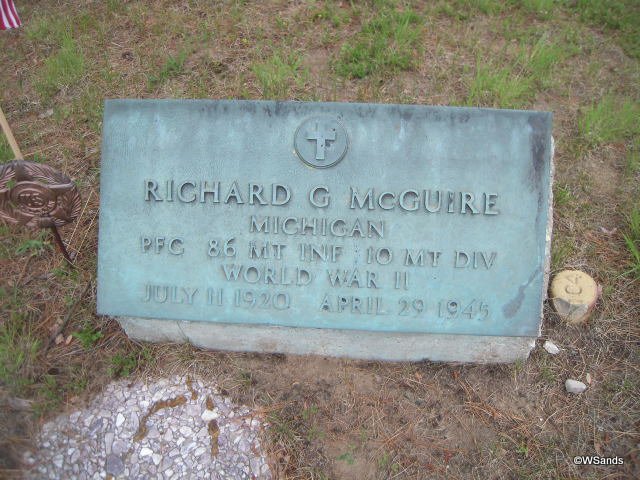 RICHARD G McGUIRE
MICHIGAN
PFC 86 MT INF 10 MT DIV
WORLD WAR II
JULY 11 1920 APRIL 29 1945
©WSands